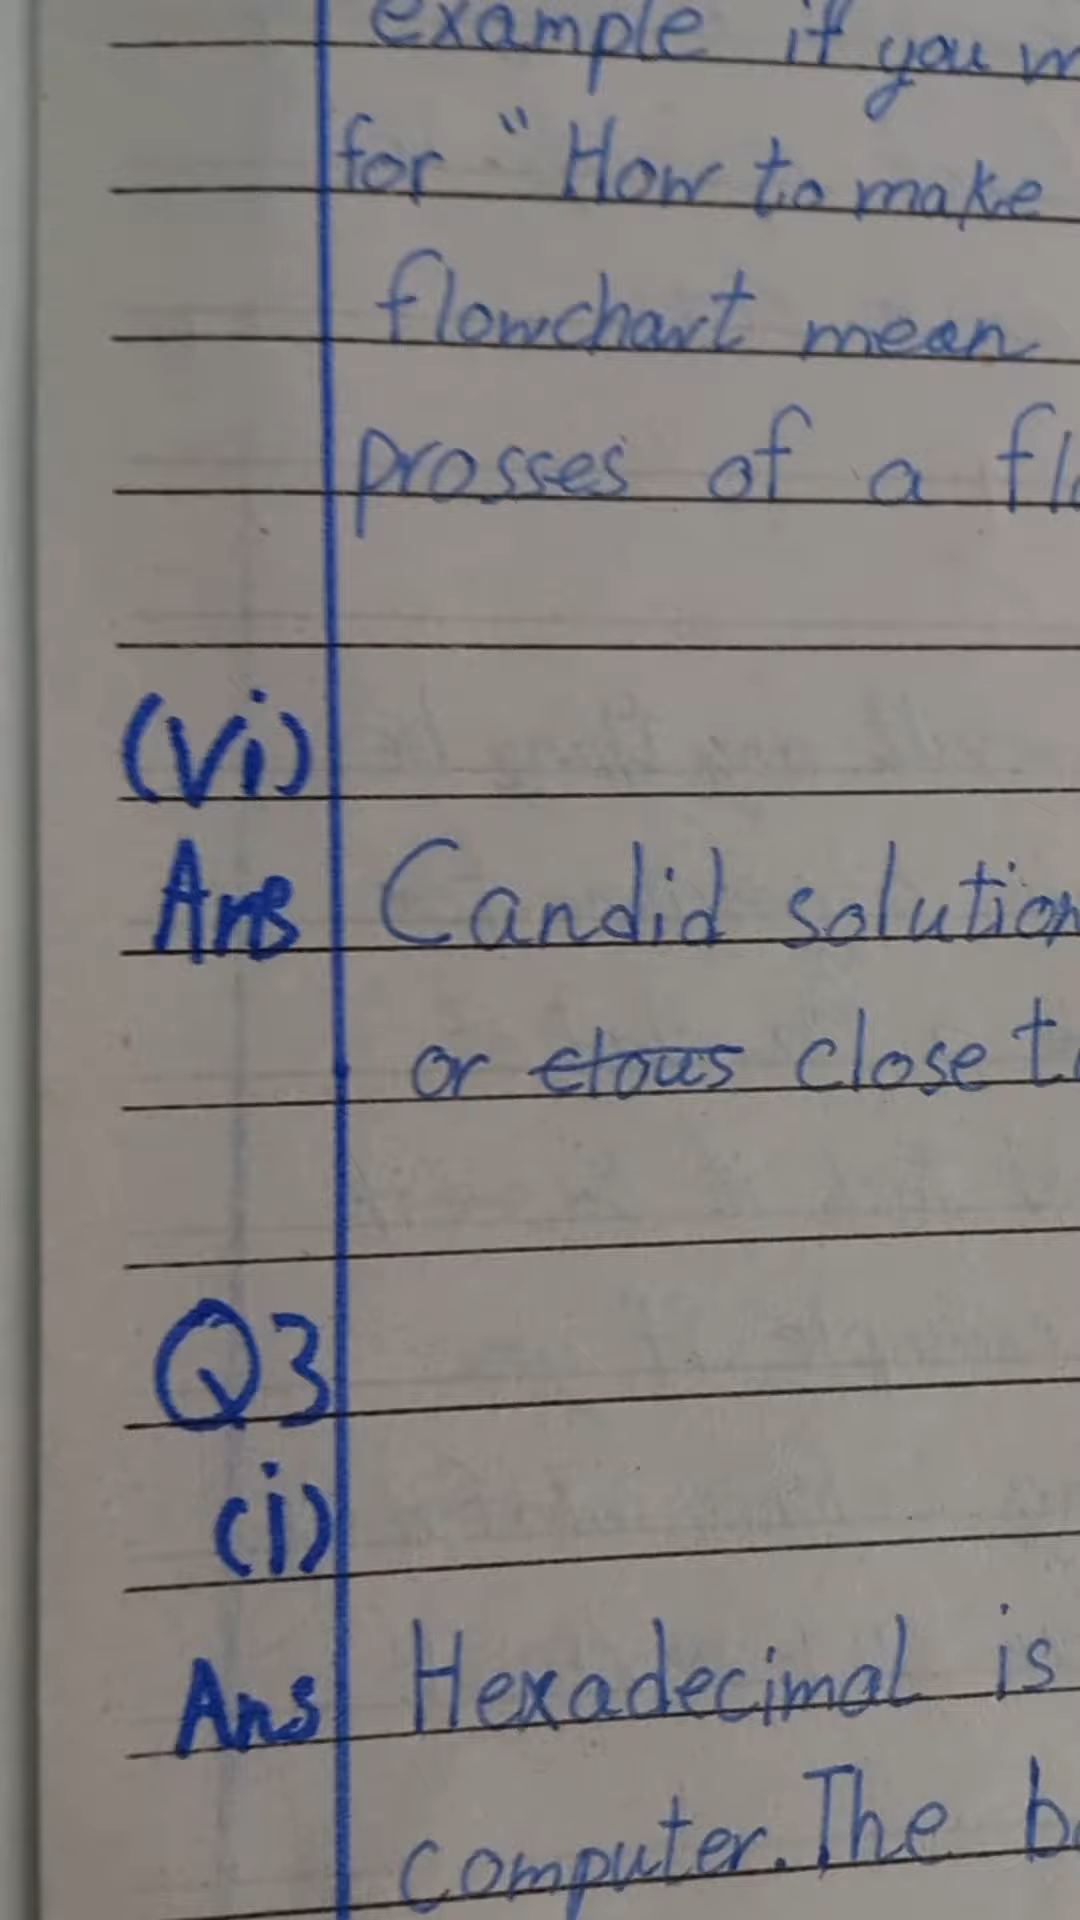 example if you
for "How to make
flowchart mean
prosses of a
(vi)
Ans Candid solution
or close
Q3
(i)
Ans Hexadecimal is
computer. The